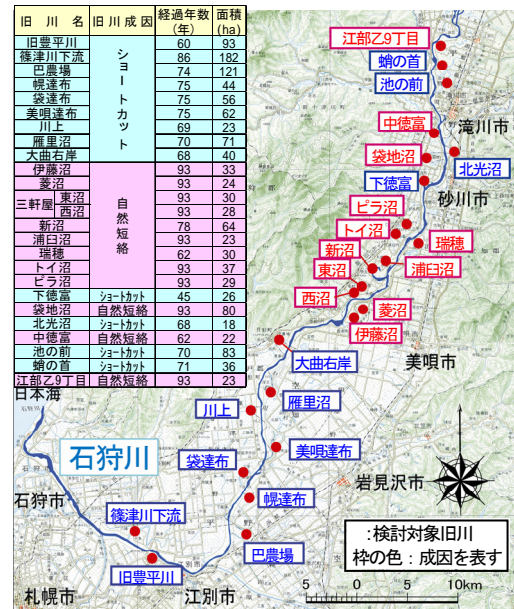 旧 川 名 旧川成因 経過年数(年) 面積(ha)
旧豊平川 ショートカット 60 93
篠津川下流 86 182
巴農場 74 121
幌達布 75 44
袋達布 75 56
美唄達布 75 62
川上 69 23
雁里沼 70 71
大曲右岸 68 40
伊藤沼 自然短絡 93 33
菱沼 93 24
三軒屋 東沼 93 30
西沼 93 28
新沼 78 64
浦臼沼 93 23
瑞穂 62 30
トイ沼 93 37
ピラ沼 93 29
下徳富 ショートカット 45 26
袋地沼 自然短絡 93 80
北光沼 ショートカット 68 18
中徳富 自然短絡 62 22
池の前 ショートカット 70 83
蛸の首 ショートカット 71 36
江部乙9丁目 自然短絡 93 23
江部乙9丁目
蛸の首
池の前
中徳富
滝川市
袋地沼
北光沼
下徳富
砂川市
ピラ沼
トイ沼
瑞穂
新沼
浦臼沼
東沼
西沼
菱沼
伊藤沼
大曲右岸
美唄市
日本海
雁里沼
川上
石狩川
美唄達布
袋達布
岩見沢市
石狩市
幌達布
篠津川下流
巴農場
旧豊平川
:検討対象旧川
枠の色：成因を表す
札幌市
江別市
5 0 5 10km